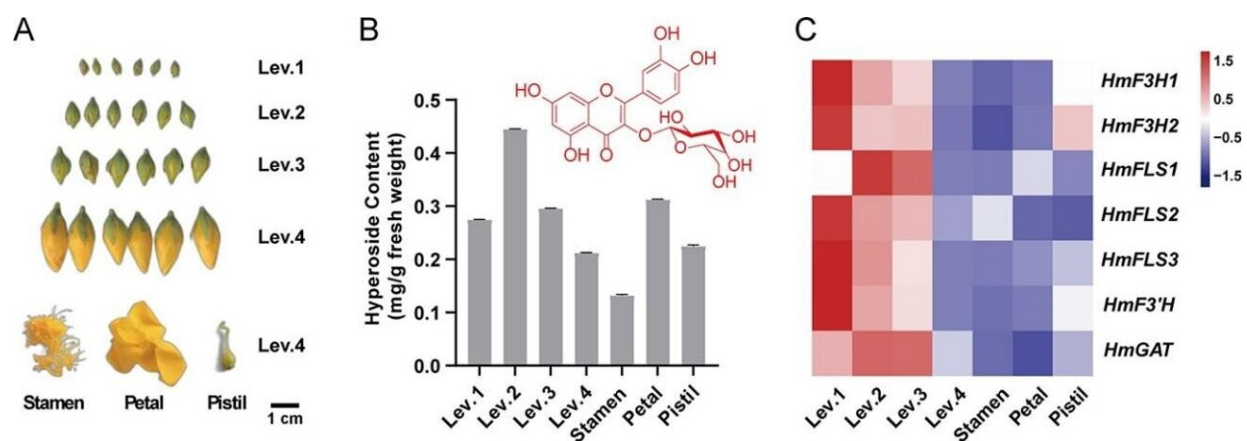 A
Lev.1
Lev.2
Lev.3
Lev.4
Lev.4
Stamen Petal Pistil
1 cm
B
Hyperoside Content
(mg/g fresh weight)
0.5
0.4
0.3
0.2
0.1
0.0
Lev.1 Lev.2 Lev.3 Lev.4 Stamen Petal Pistil
OH
OH
HO
O
OH
O
O
HO
OH
O
OH
OH
C
HmF3H1
HmF3H2
HmFLS1
HmFLS2
HmFLS3
HmF3'H
HmGAT
Lev.1 Lev.2 Lev.3 Lev.4 Stamen Petal Pistil
1.5
0.5
−0.5
−1.5